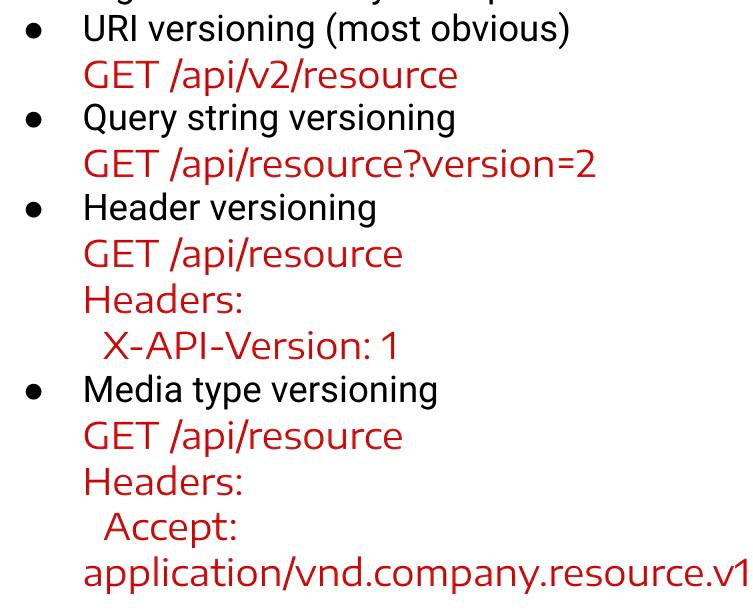 ● URI versioning (most obvious)
GET /api/v2/resource
● Query string versioning
GET /api/resource?version=2
● Header versioning
GET /api/resource
Headers:
X-API-Version: 1
● Media type versioning
GET /api/resource
Headers:
Accept:
application/vnd.company.resource.v1